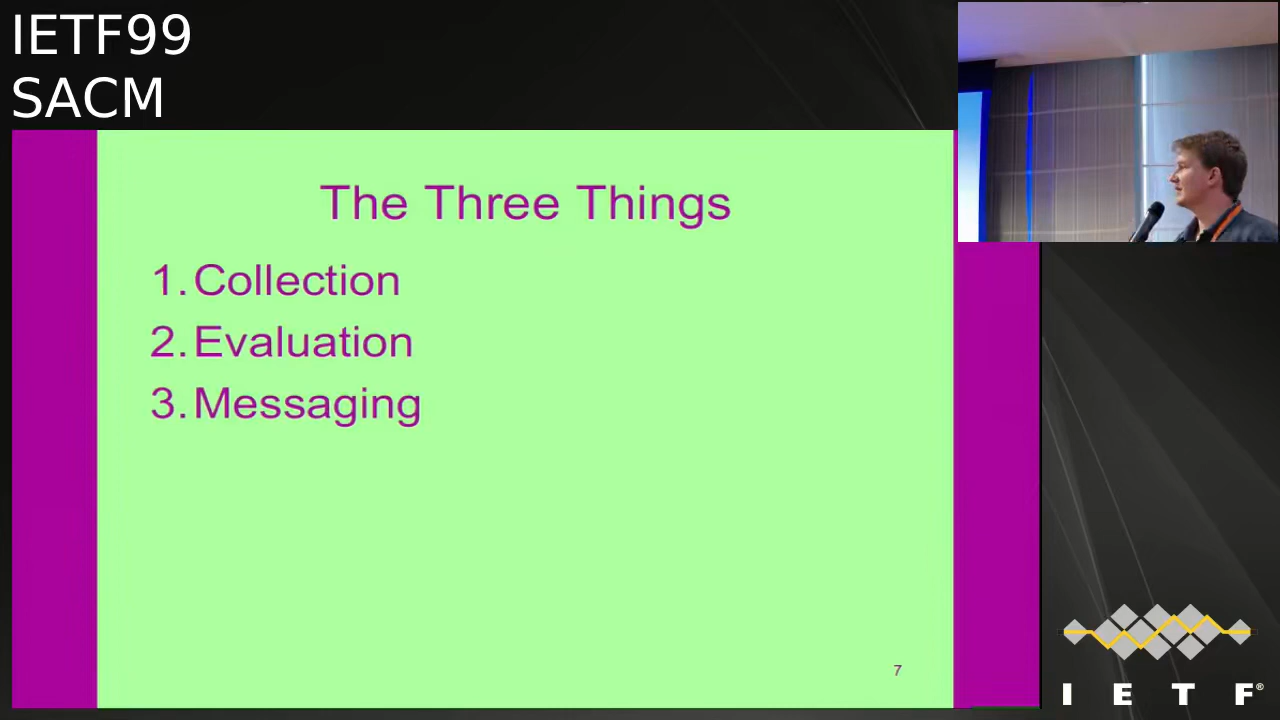 IETF99
SACM
The Three Things
1. Collection
2. Evaluation
3. Messaging
7
I E T F®